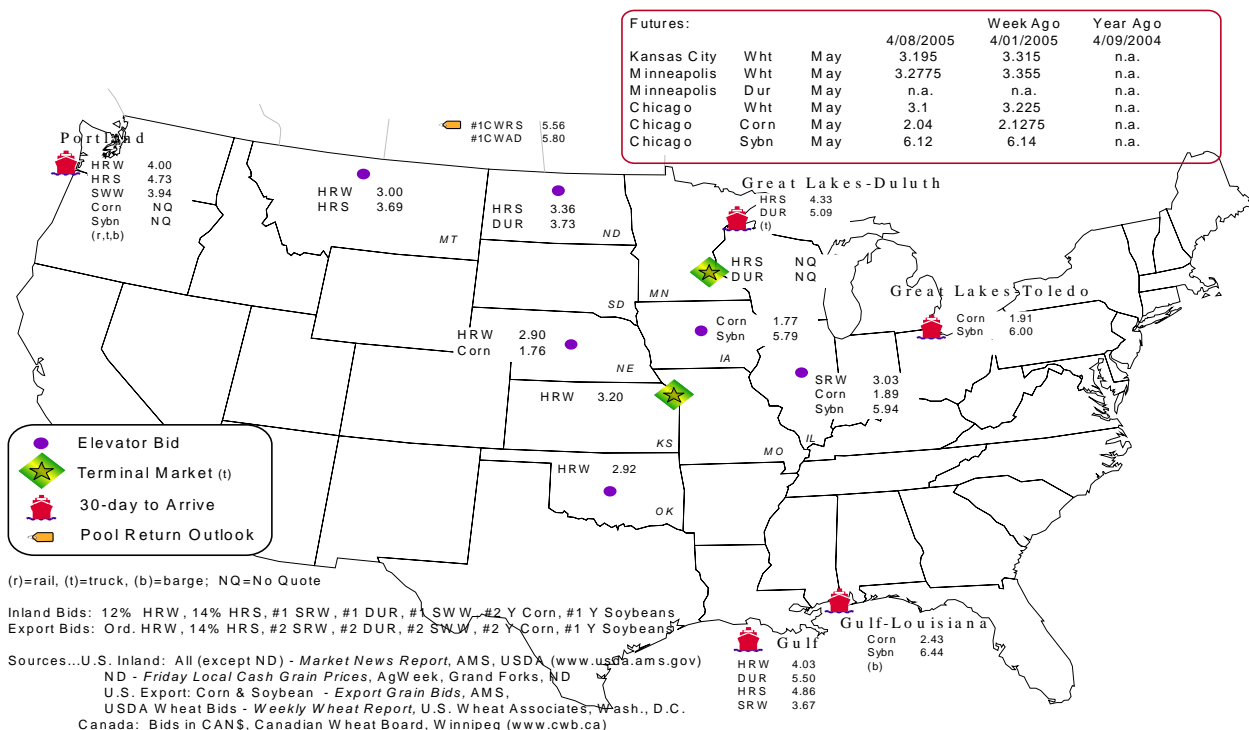 Futures: Week Ago Year Ago
4/08/2005 4/01/2005 4/09/2004
Kansas City Wht May 3.195 3.315 n.a.
Minneapolis Wht May 3.2775 3.355 n.a.
Minneapolis Dur May n.a. n.a. n.a.
Chicago Wht May 3.1 3.225 n.a.
Chicago Corn May 2.04 2.1275 n.a.
Chicago Sybn May 6.12 6.14 n.a.
#1CWRS 5.56
#1CWAD 5.80
Portland
HRW 4.00
HRS 4.73
SWW 3.94
Corn NQ
Sybn NQ
(r,t,b)
HRW 3.00
HRS 3.69
MT
HRS 3.36
DUR 3.73
ND
Great Lakes-Duluth
HRS 4.33
DUR 5.09
(t)
HRS NQ
DUR NQ
MN
SD
Great Lakes-Toledo
Corn 1.91
Sybn 6.00
HRW 2.90
Corn 1.76
NE
Corn 1.77
Sybn 5.79
IA
SRW 3.03
Corn 1.89
Sybn 5.94
IL
HRW 3.20
KS
MO
HRW 2.92
OK
Elevator Bid
Terminal Market (t)
30-day to Arrive
Pool Return Outlook
(r)=rail, (t)=truck, (b)=barge; NQ=No Quote
Inland Bids: 12% HRW, 14% HRS, #1 SRW, #1 DUR, #1 SWW, #2 Y Corn, #1 Y Soybeans
Export Bids: Ord. HRW, 14% HRS, #2 SRW, #2 DUR, #2 SWW, #2 Y Corn, #1 Y Soybeans
Gulf-Louisiana
Corn 2.43
Sybn 6.44
(b)
Gulf
HRW 4.03
DUR 5.50
HRS 4.86
SRW 3.67
Sources...U.S. Inland: All (except ND) - Market News Report, AMS, USDA (www.usda.ams.gov)
ND - Friday Local Cash Grain Prices, AgWeek, Grand Forks, ND
U.S. Export: Corn & Soybean - Export Grain Bids, AMS,
USDA Wheat Bids - Weekly Wheat Report, U.S. Wheat Associates, Wash., D.C.
Canada: Bids in CAN$, Canadian Wheat Board, Winnipeg (www.cwb.ca)